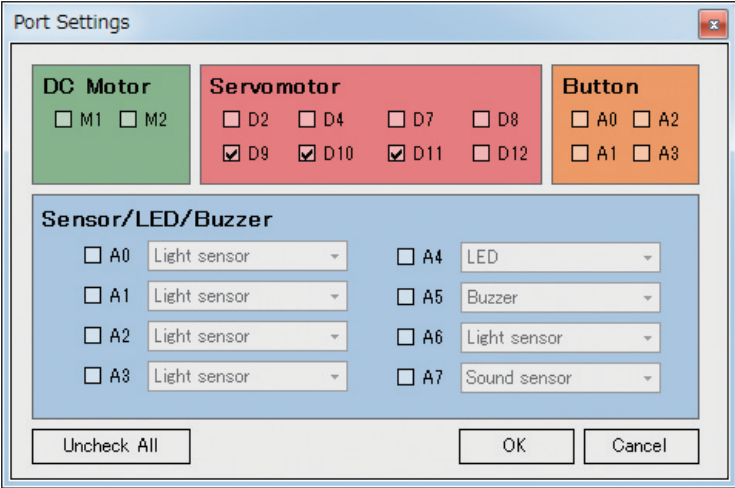 Port Settings
DC Motor
M1 M2
Servomotor
D2 D4 D7 D8
D9 D10 D11 D12
Button
A0 A2
A1 A3
Sensor/LED/Buzzer
A0 Light sensor
A1 Light sensor
A2 Light sensor
A3 Light sensor
A4 LED
A5 Buzzer
A6 Light sensor
A7 Sound sensor
Uncheck All OK Cancel